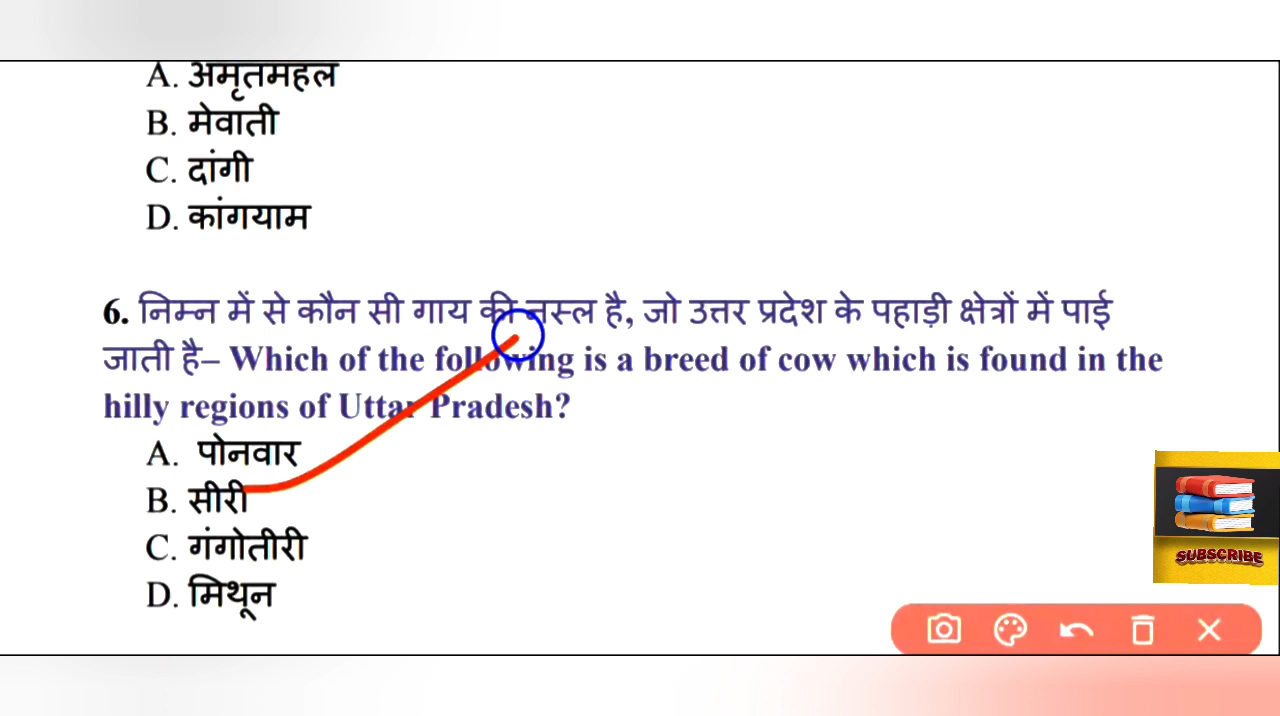 A. अमृतमहल
B. मेवाती
C. दांगी
D. कांगयाम
6. निम्न में से कौन सी गाय की नस्ल है, जो उत्तर प्रदेश के पहाड़ी क्षेत्रों में पाई
जाती है– Which of the following is a breed of cow which is found in the
hilly regions of Uttar Pradesh?
A. पोनवार
B. सीरी
C. गंगोतीरी
D. मिथून
SUBSCRIBE